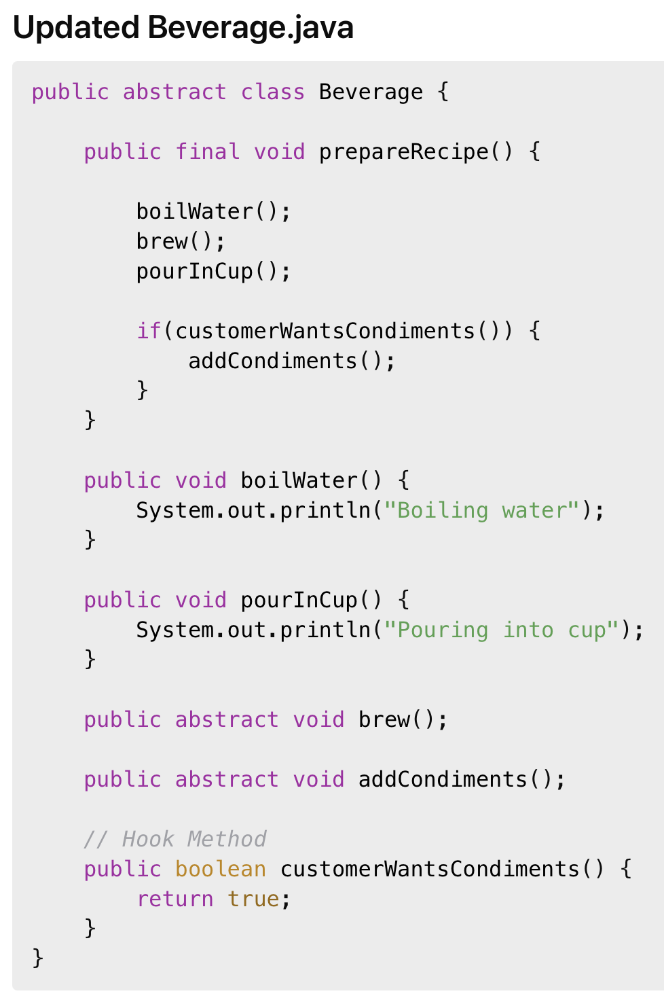 Updated Beverage.java
public abstract class Beverage {
public final void prepareRecipe() {
boilWater();
brew();
pourInCup();
if(customerWantsCondiments()) {
addCondiments();
}
}
public void boilWater() {
System.out.println("Boiling water");
}
public void pourInCup() {
System.out.println("Pouring into cup");
}
public abstract void brew();
public abstract void addCondiments();
// Hook Method
public boolean customerWantsCondiments() {
return true;
}
}